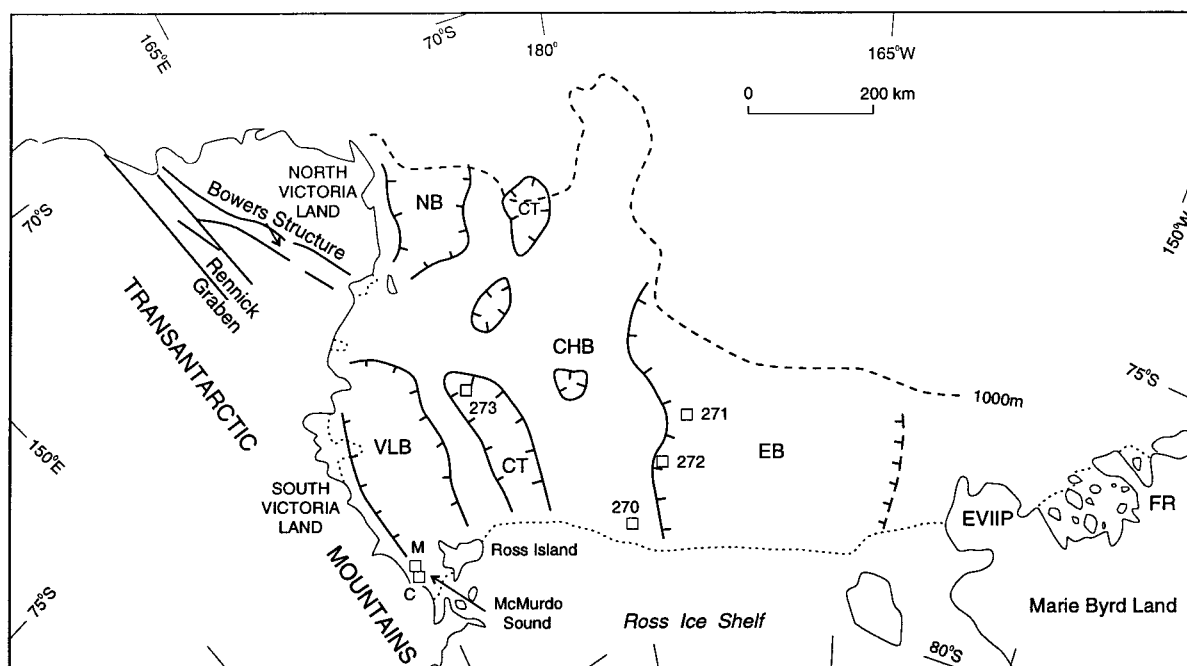 165°E
70°S
180°
165°W
0 200 km
NORTH
VICTORIA
LAND
NB
CT
Bowers Structure
70°S
150°W
Rennick
Graben
TRANSANTARCTIC
MOUNTAINS
CHB
75°S
1000m
273
271
VLB
CT
272
EB
150°E
SOUTH
VICTORIA
LAND
270
EVIIP
FR
M
Ross Island
C
McMurdo
Sound
Ross Ice Shelf
Marie Byrd Land
75°S
80°S